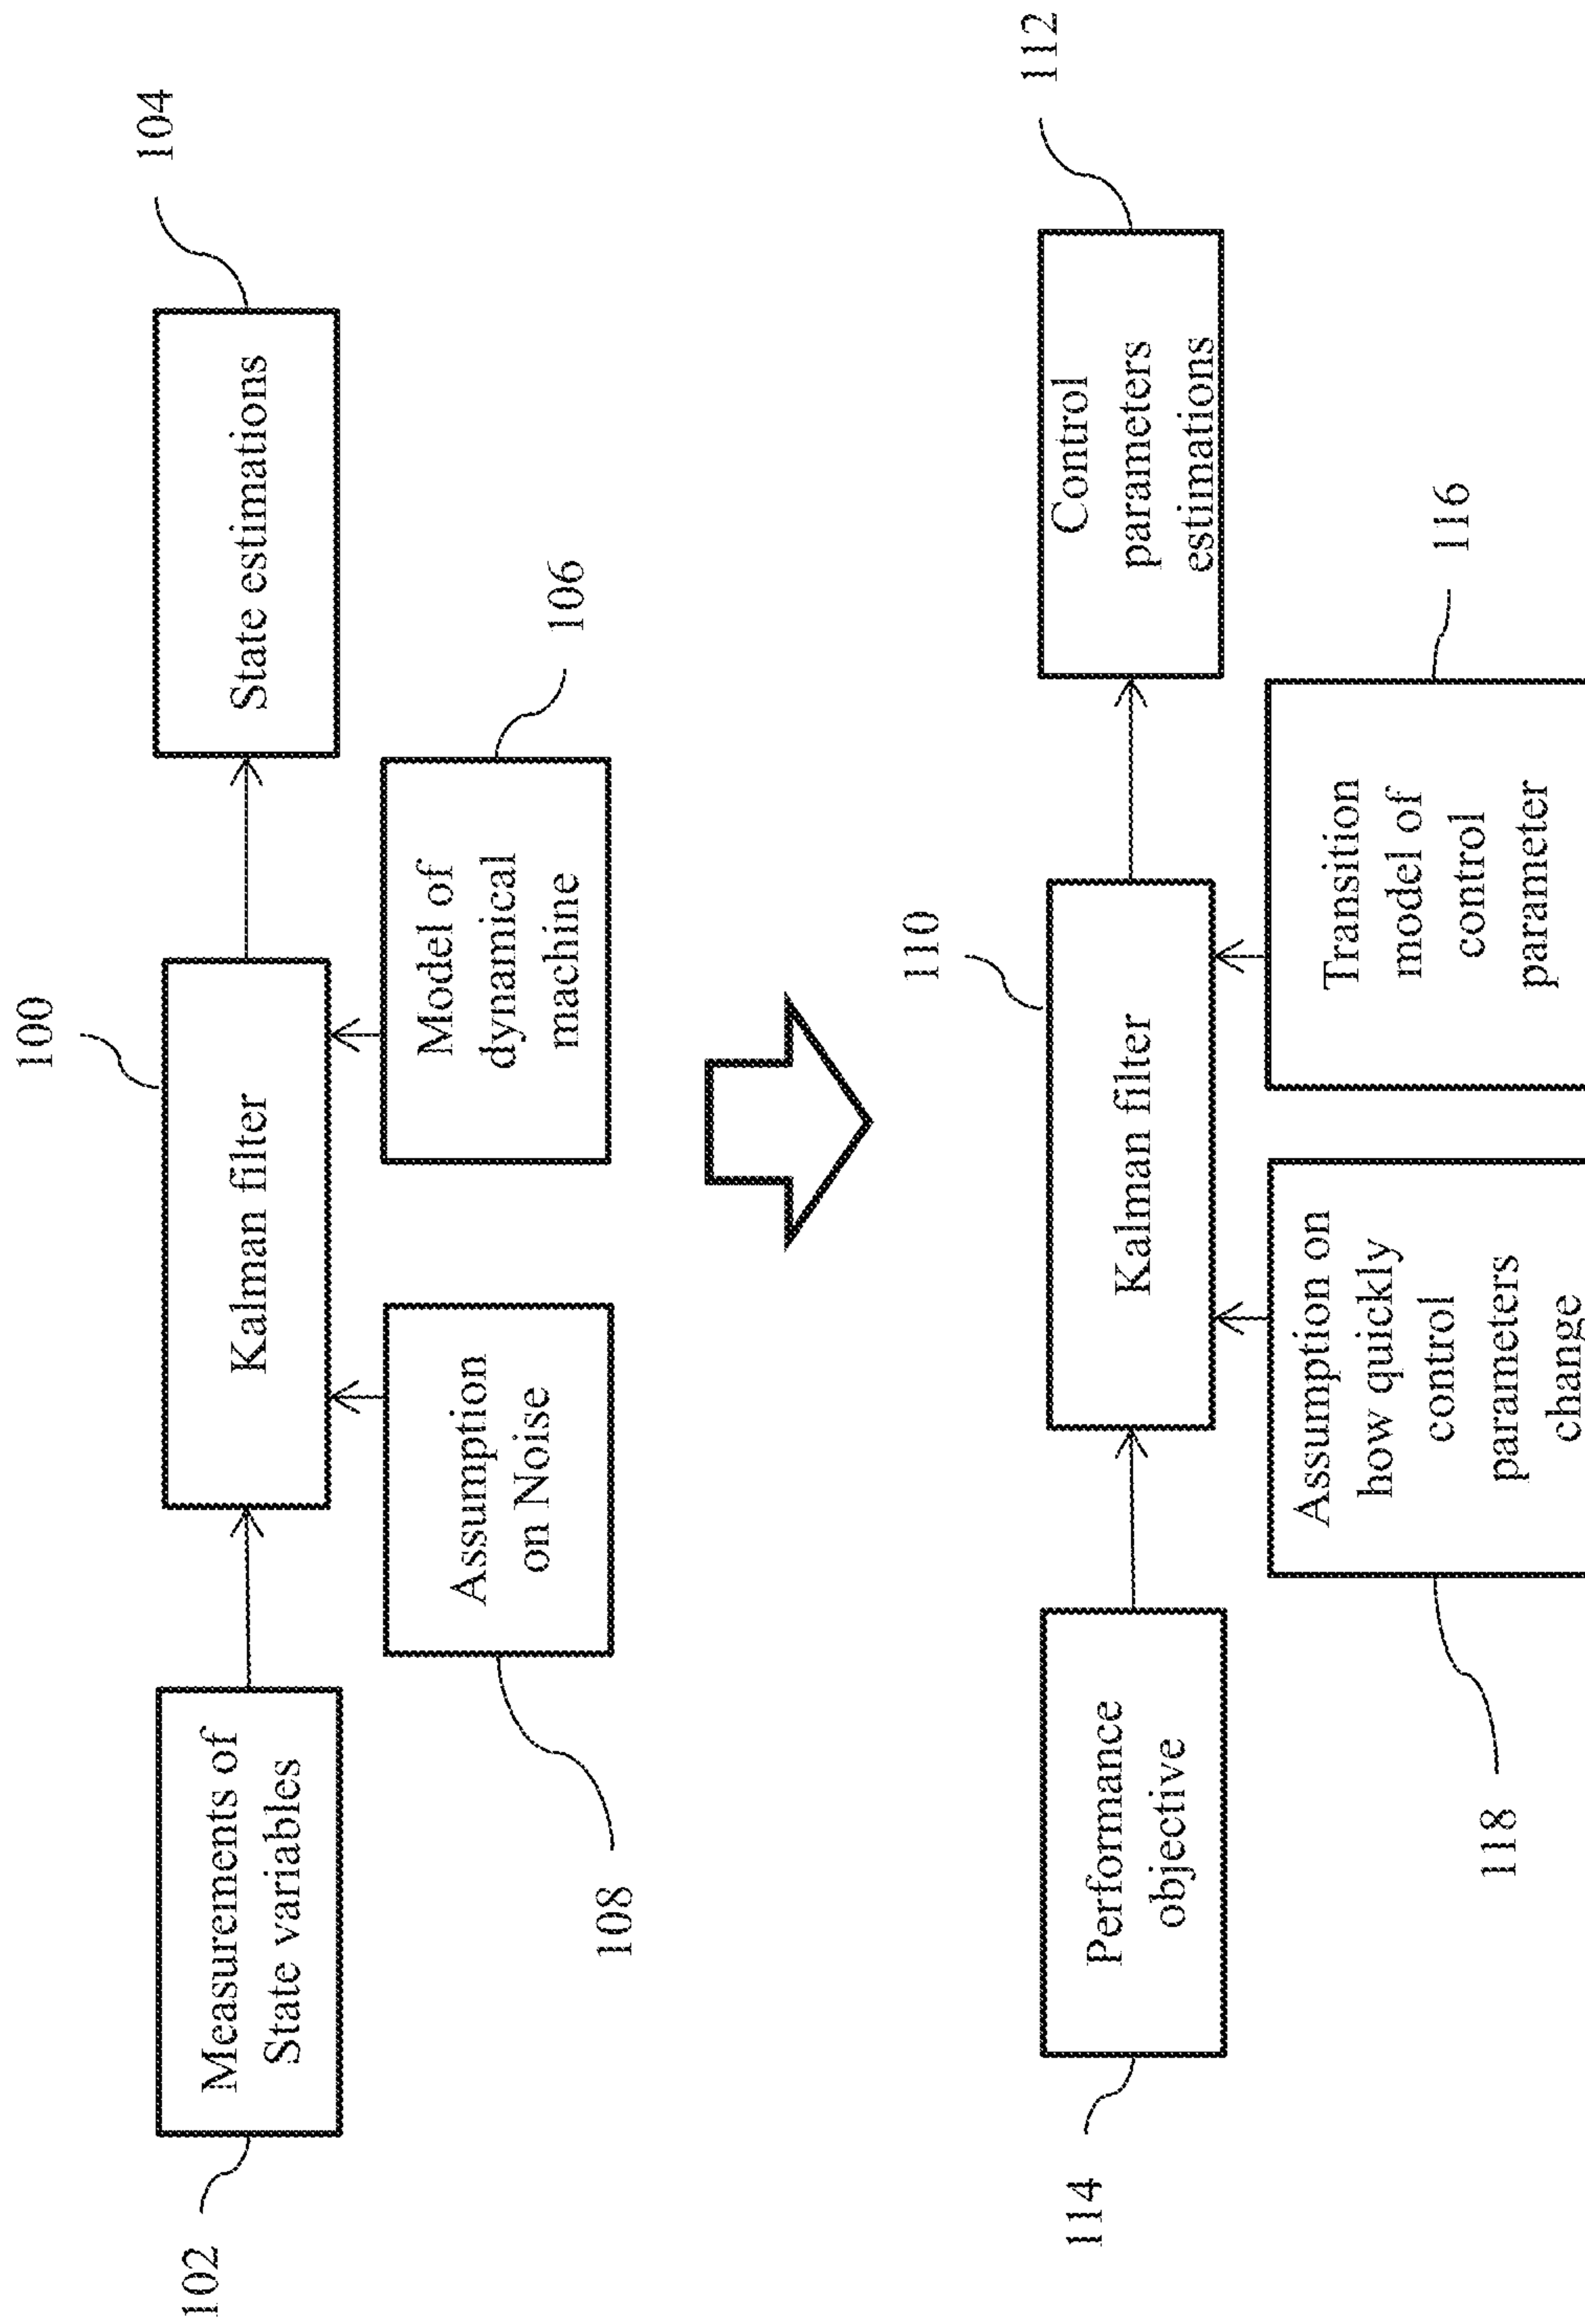 100
104
Measurements of
State variables
Kalman filter
State estimations
102
Assumption
on Noise
Model of
dynamical
machine
108
106
110
112
Performance
objective
Kalman filter
Control
parameters
estimations
114
Assumption on
how quickly
control
parameters
change
Transition
model of
control
parameter
118
116